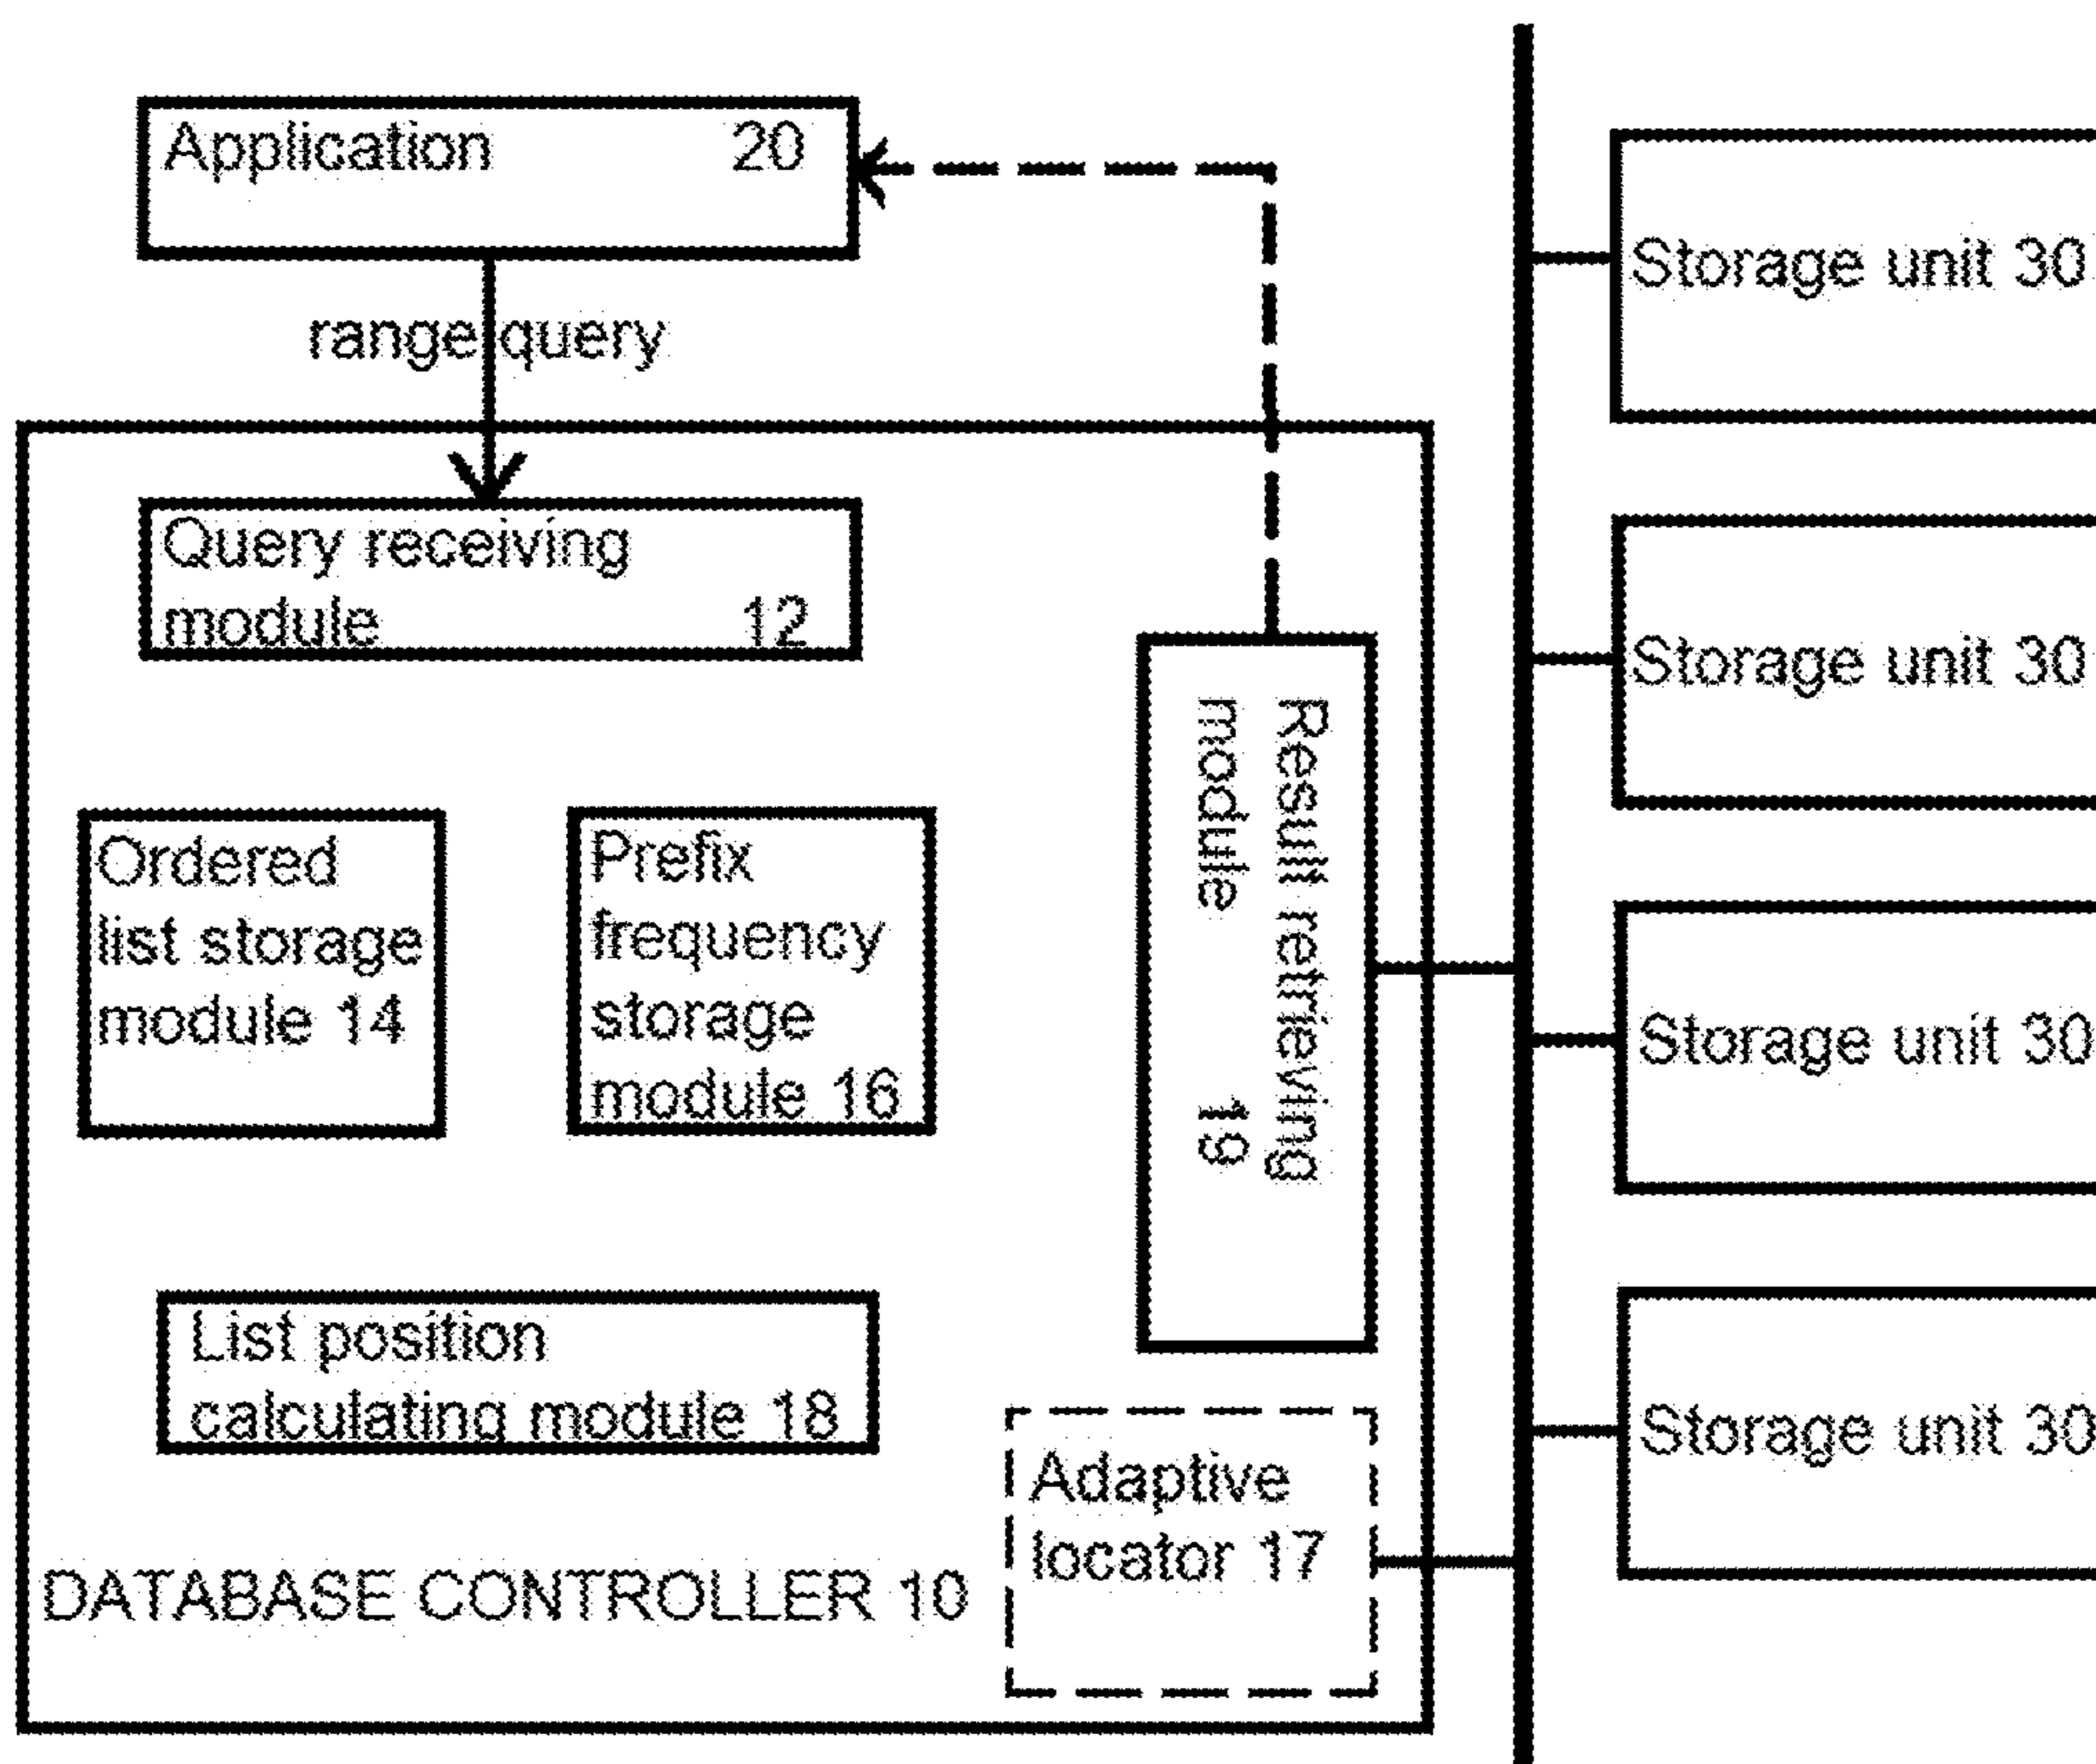 Application 20
range query
Query receiving
module 12
Ordered
list storage
module 14
Prefix
frequency
storage
module 16
Result retrieving
module 19
List position
calculating module 18
Adaptive
locator 17
DATABASE CONTROLLER 10
Storage unit 30
Storage unit 30
Storage unit 30
Storage unit 30